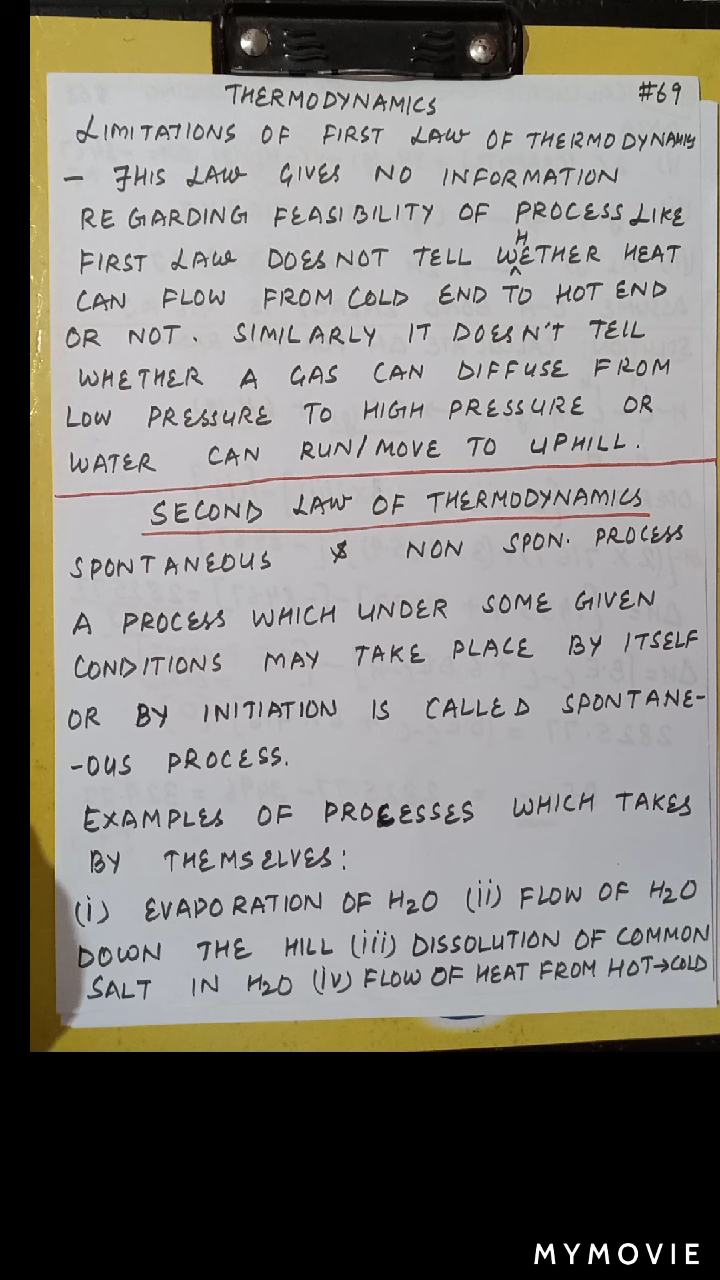 THERMODYNAMICS #69
LIMITATIONS OF FIRST LAW OF THERMODYNAMIS
- THIS LAW GIVES NO INFORMATION
REGARDING FEASIBILITY OF PROCESS LIKE
FIRST LAW DOES NOT TELL WHETHER HEAT
CAN FLOW FROM COLD END TO HOT END
OR NOT. SIMILARLY IT DOESN'T TELL
WHETHER A GAS CAN DIFFUSE FROM
LOW PRESSURE TO HIGH PRESSURE OR
WATER CAN RUN/MOVE TO UPHILL.
SECOND LAW OF THERMODYNAMICS
SPONTANEOUS & NON SPON. PROCESS
A PROCESS WHICH UNDER SOME GIVEN
CONDITIONS MAY TAKE PLACE BY ITSELF
OR BY INITIATION IS CALLED SPONTANE-
-OUS PROCESS.
EXAMPLES OF PROCESSES WHICH TAKES
BY THEMSELVES:
(i) EVAPORATION OF H2O (ii) FLOW OF H2O
DOWN THE HILL (iii) DISSOLUTION OF COMMON
SALT IN H2O (iv) FLOW OF HEAT FROM HOT→COLD
MYMOVIE